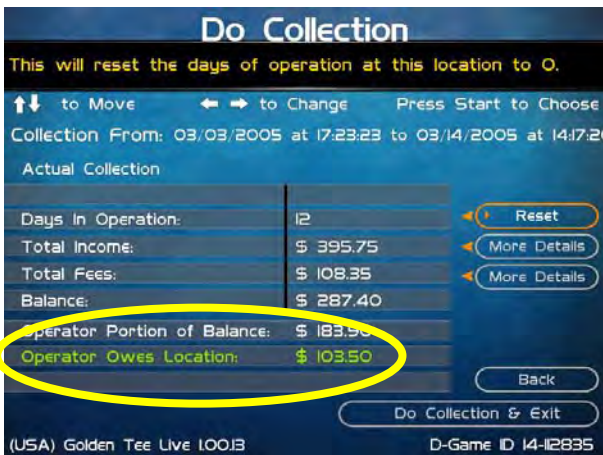 Do Collection
This will reset the days of operation at this location to 0.
to Move to Change Press Start to Choose
Collection From: 03/03/2005 at 17:23:23 to 03/14/2005 at 14:17:2
Actual Collection
Days In Operation: 12 Reset
Total Income: $ 395.75 More Details
Total Fees: $ 108.35 More Details
Balance: $ 287.40
Operator Portion of Balance: $ 183.90
Operator Owes Location: $ 103.50
Back
Do Collection & Exit
(USA) Golden Tee Live 1.00.13 D-Game ID 14-112835